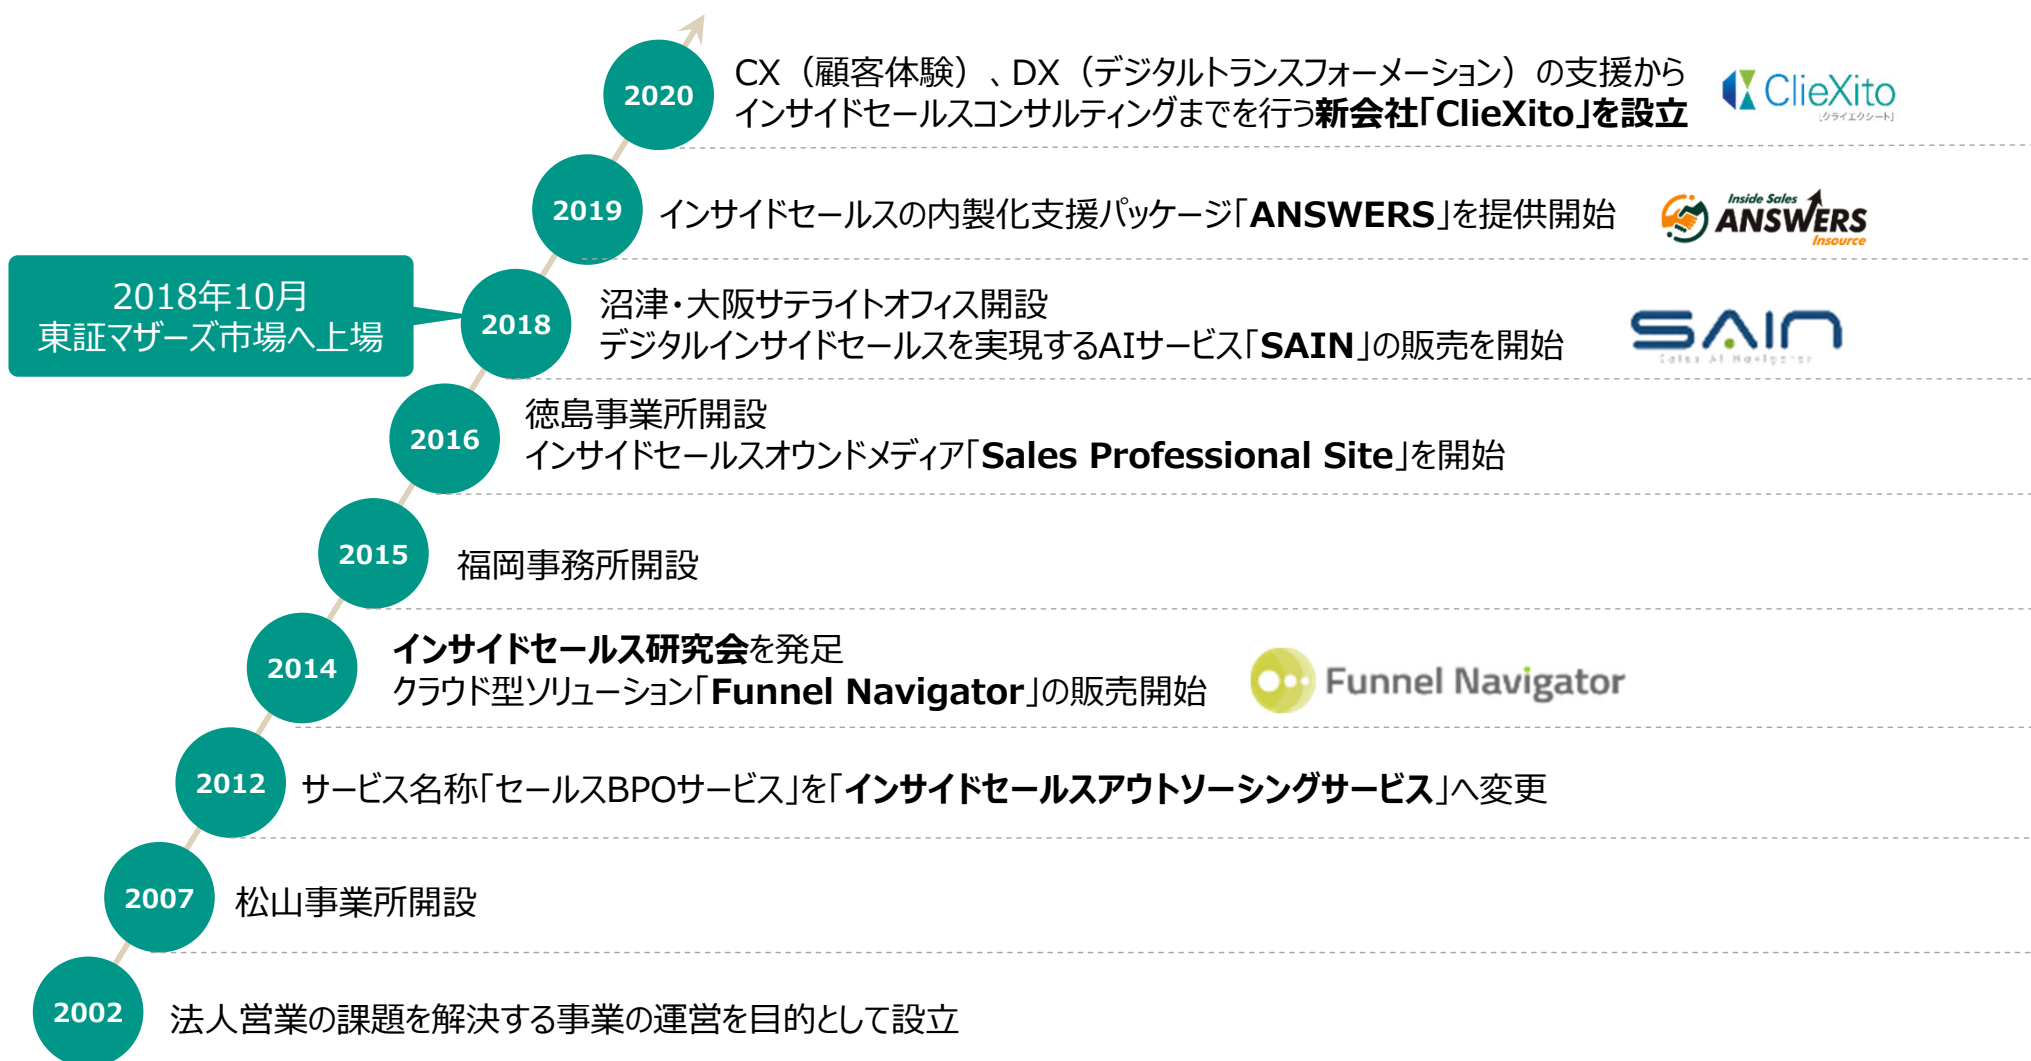 2020
CX（顧客体験）、DX（デジタルトランスフォーメーション）の支援から
インサイドセールスコンサルティングまでを行う新会社「ClieXito」を設立
ClieXito
［クライエクシート］
2019
インサイドセールスの内製化支援パッケージ「ANSWERS」を提供開始
Inside Sales
ANSWERS
Insource
2018年10月
東証マザーズ市場へ上場
2018
沼津・大阪サテライトオフィス開設
デジタルインサイドセールスを実現するAIサービス「SAIN」の販売を開始
SAIN
Sales AI Navigator
2016
徳島事業所開設
インサイドセールスオウンドメディア「Sales Professional Site」を開始
2015
福岡事務所開設
2014
インサイドセールス研究会を発足
クラウド型ソリューション「Funnel Navigator」の販売開始
Funnel Navigator
2012
サービス名称「セールスBPOサービス」を「インサイドセールスアウトソーシングサービス」へ変更
2007
松山事業所開設
2002
法人営業の課題を解決する事業の運営を目的として設立